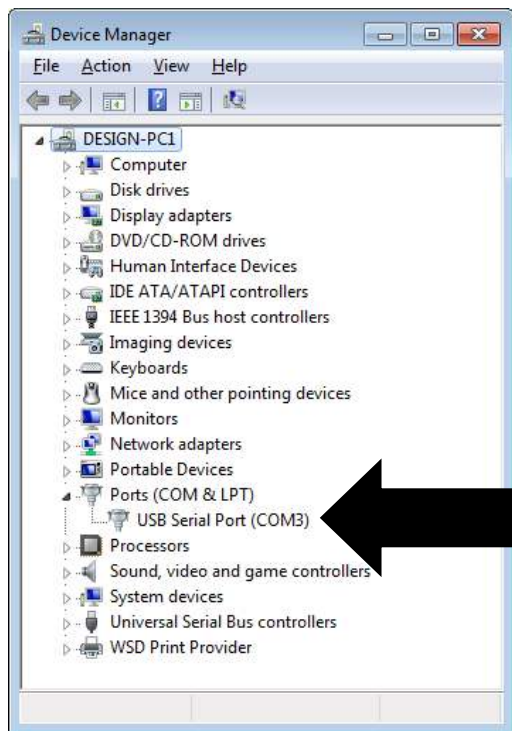 Device Manager
File Action View Help
DESIGN-PC1
Computer
Disk drives
Display adapters
DVD/CD-ROM drives
Human Interface Devices
IDE ATA/ATAPI controllers
IEEE 1394 Bus host controllers
Imaging devices
Keyboards
Mice and other pointing devices
Monitors
Network adapters
Portable Devices
Ports (COM & LPT)
USB Serial Port (COM3)
Processors
Sound, video and game controllers
System devices
Universal Serial Bus controllers
WSD Print Provider